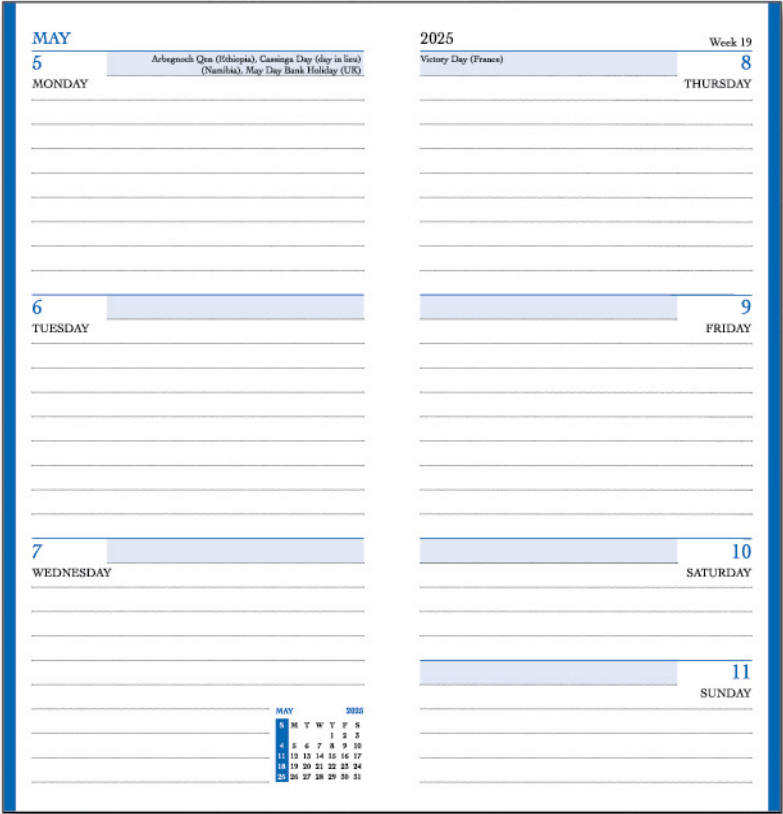 MAY
5
Arbegnoch Qen (Ethiopia), Cassinga Day (day in lieu)
(Namibia), May Day Bank Holiday (UK)
MONDAY
6
TUESDAY
7
WEDNESDAY
MAY 2025
S M T W T F S
1 2 3
4 5 6 7 8 9 10
11 12 13 14 15 16 17
18 19 20 21 22 23 24
25 26 27 28 29 30 31
2025 Week 19
Victory Day (France) 8
THURSDAY
9
FRIDAY
10
SATURDAY
11
SUNDAY